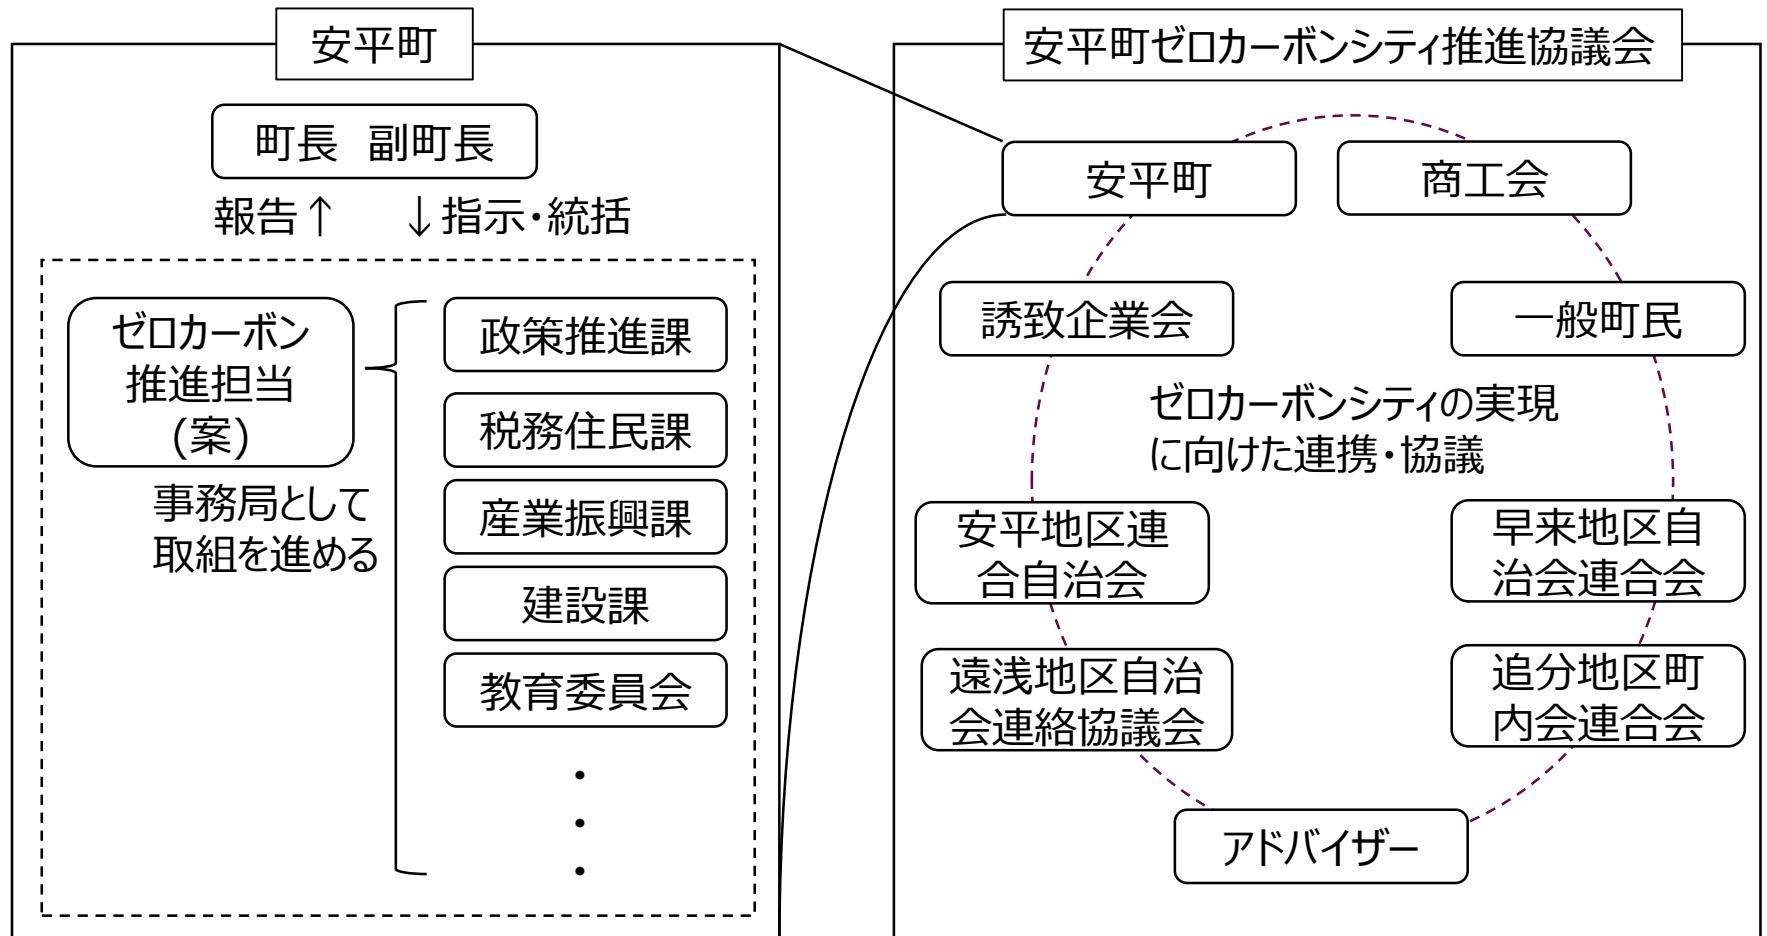 安平町
町長　副町長
報告↑　↓指示・統括
ゼロカーボン
推進担当
(案)
事務局として
取組を進める
政策推進課
税務住民課
産業振興課
建設課
教育委員会
・
・
・
安平町ゼロカーボンシティ推進協議会
安平町
商工会
誘致企業会
一般町民
ゼロカーボンシティの実現
に向けた連携・協議
安平地区連
合自治会
早来地区自
治会連合会
遠浅地区自治
会連絡協議会
追分地区町
内会連合会
アドバイザー